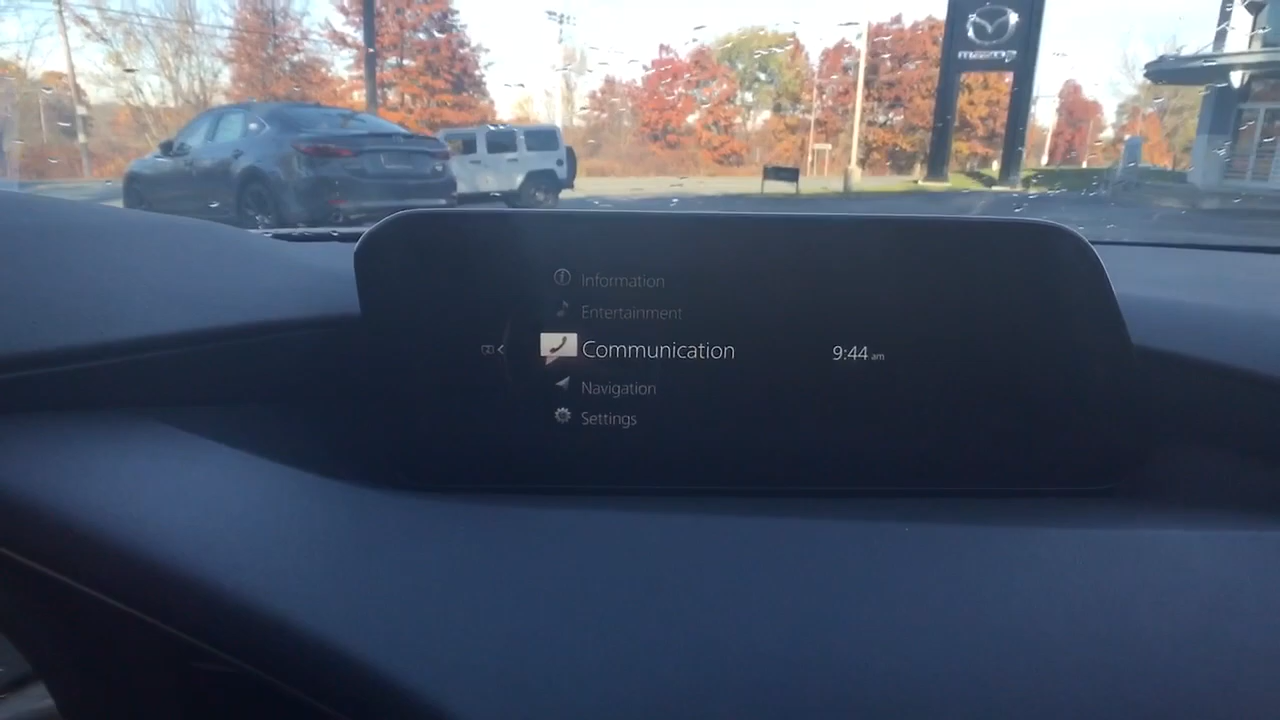 mazda
Information
Entertainment
Communication
9:44 am
Navigation
Settings